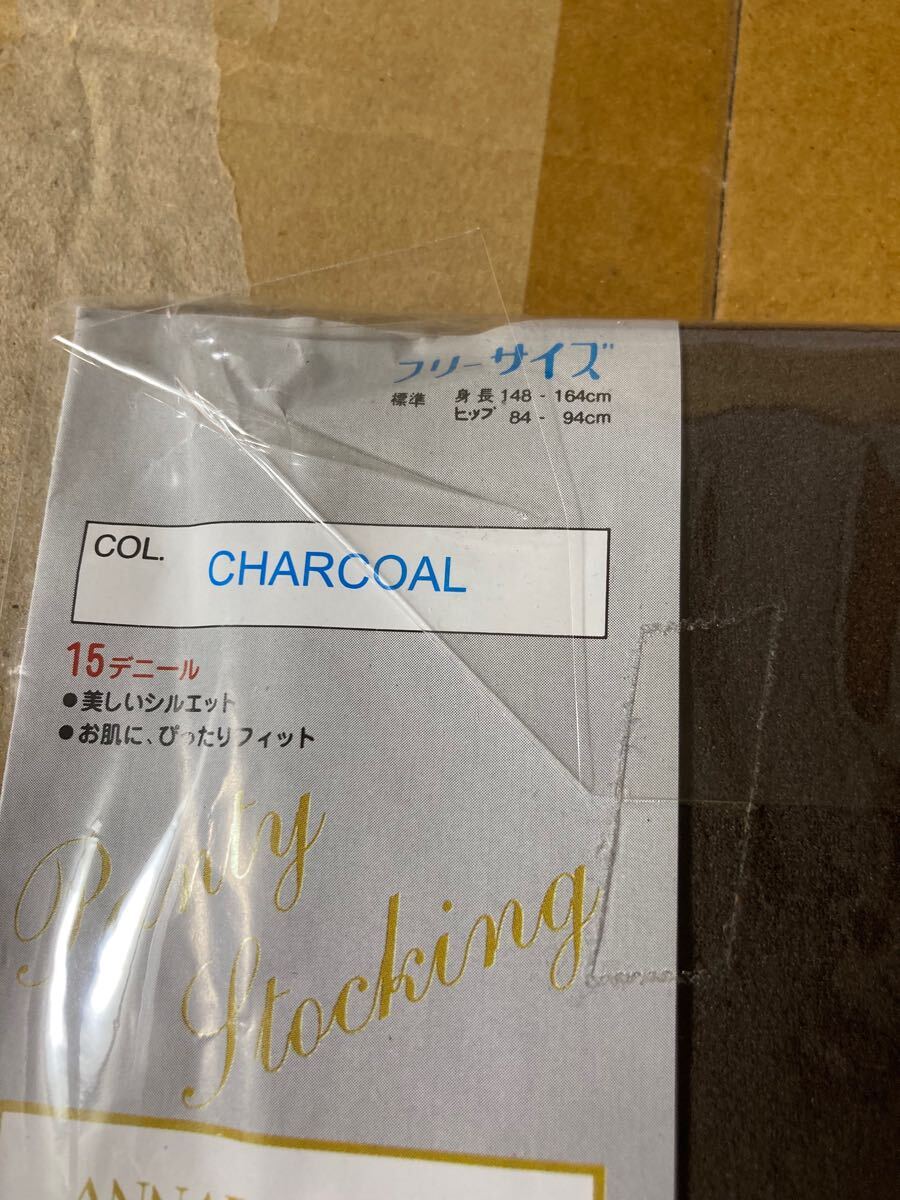 フリーサイズ
標準 身長 148 - 164cm
ヒップ 84 - 94cm
COL. CHARCOAL
15デニール
●美しいシルエット
●お肌に、ぴったりフィット
Panty
Stocking